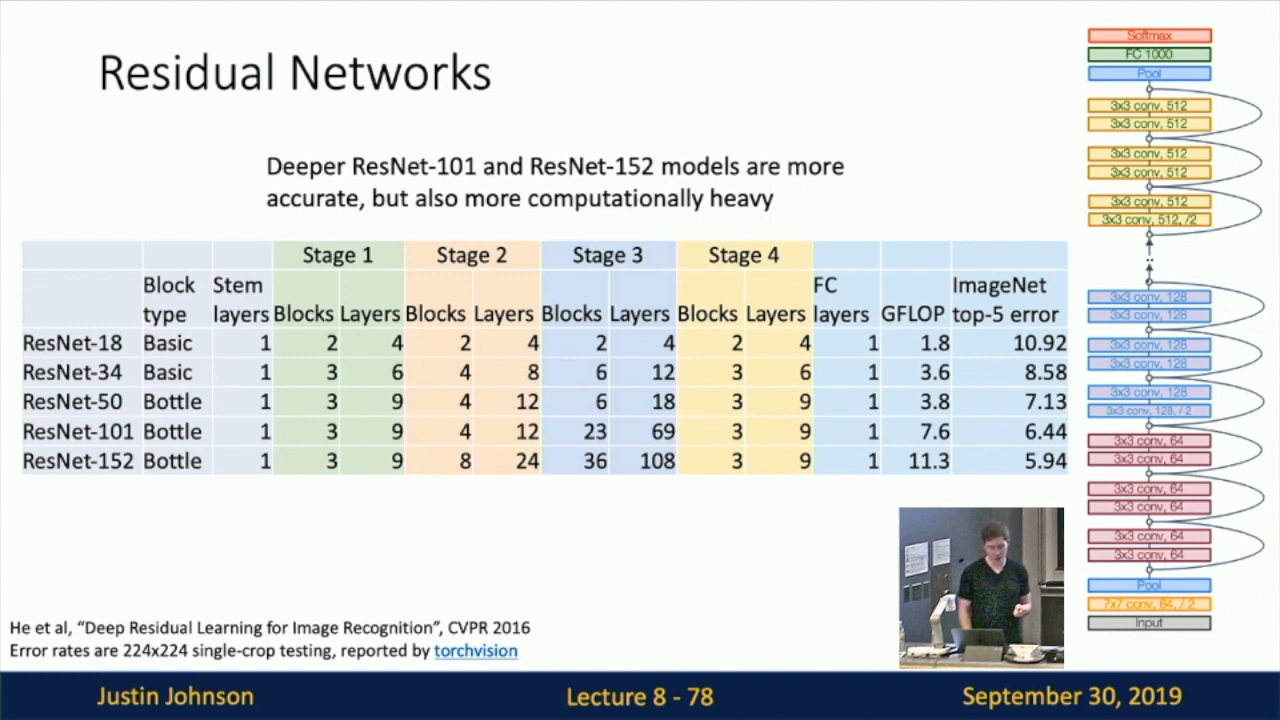 Residual Networks
Deeper ResNet-101 and ResNet-152 models are more
accurate, but also more computationally heavy
Stage 1 Stage 2 Stage 3 Stage 4
Block type Stem layers Blocks Layers Blocks Layers Blocks Layers Blocks Layers FC layers GFLOP ImageNet top-5 error
ResNet-18 Basic 1 2 4 2 4 2 4 2 4 1 1.8 10.92
ResNet-34 Basic 1 3 6 4 8 6 12 3 6 1 3.6 8.58
ResNet-50 Bottle 1 3 9 4 12 6 18 3 9 1 3.8 7.13
ResNet-101 Bottle 1 3 9 4 12 23 69 3 9 1 7.6 6.44
ResNet-152 Bottle 1 3 9 8 24 36 108 3 9 1 11.3 5.94
Softmax
FC 1000
Pool
3x3 conv, 512
3x3 conv, 512
3x3 conv, 512
3x3 conv, 512
3x3 conv, 512
3x3 conv, 512, /2
..
3x3 conv, 128
3x3 conv, 128
3x3 conv, 128
3x3 conv, 128
3x3 conv, 128
3x3 conv, 128, / 2
3x3 conv, 64
3x3 conv, 64
3x3 conv, 64
3x3 conv, 64
3x3 conv, 64
3x3 conv, 64
Pool
7x7 conv, 64, / 2
Input
He et al, “Deep Residual Learning for Image Recognition”, CVPR 2016
Error rates are 224x224 single-crop testing, reported by torchvision
Justin Johnson
Lecture 8 - 78
September 30, 2019